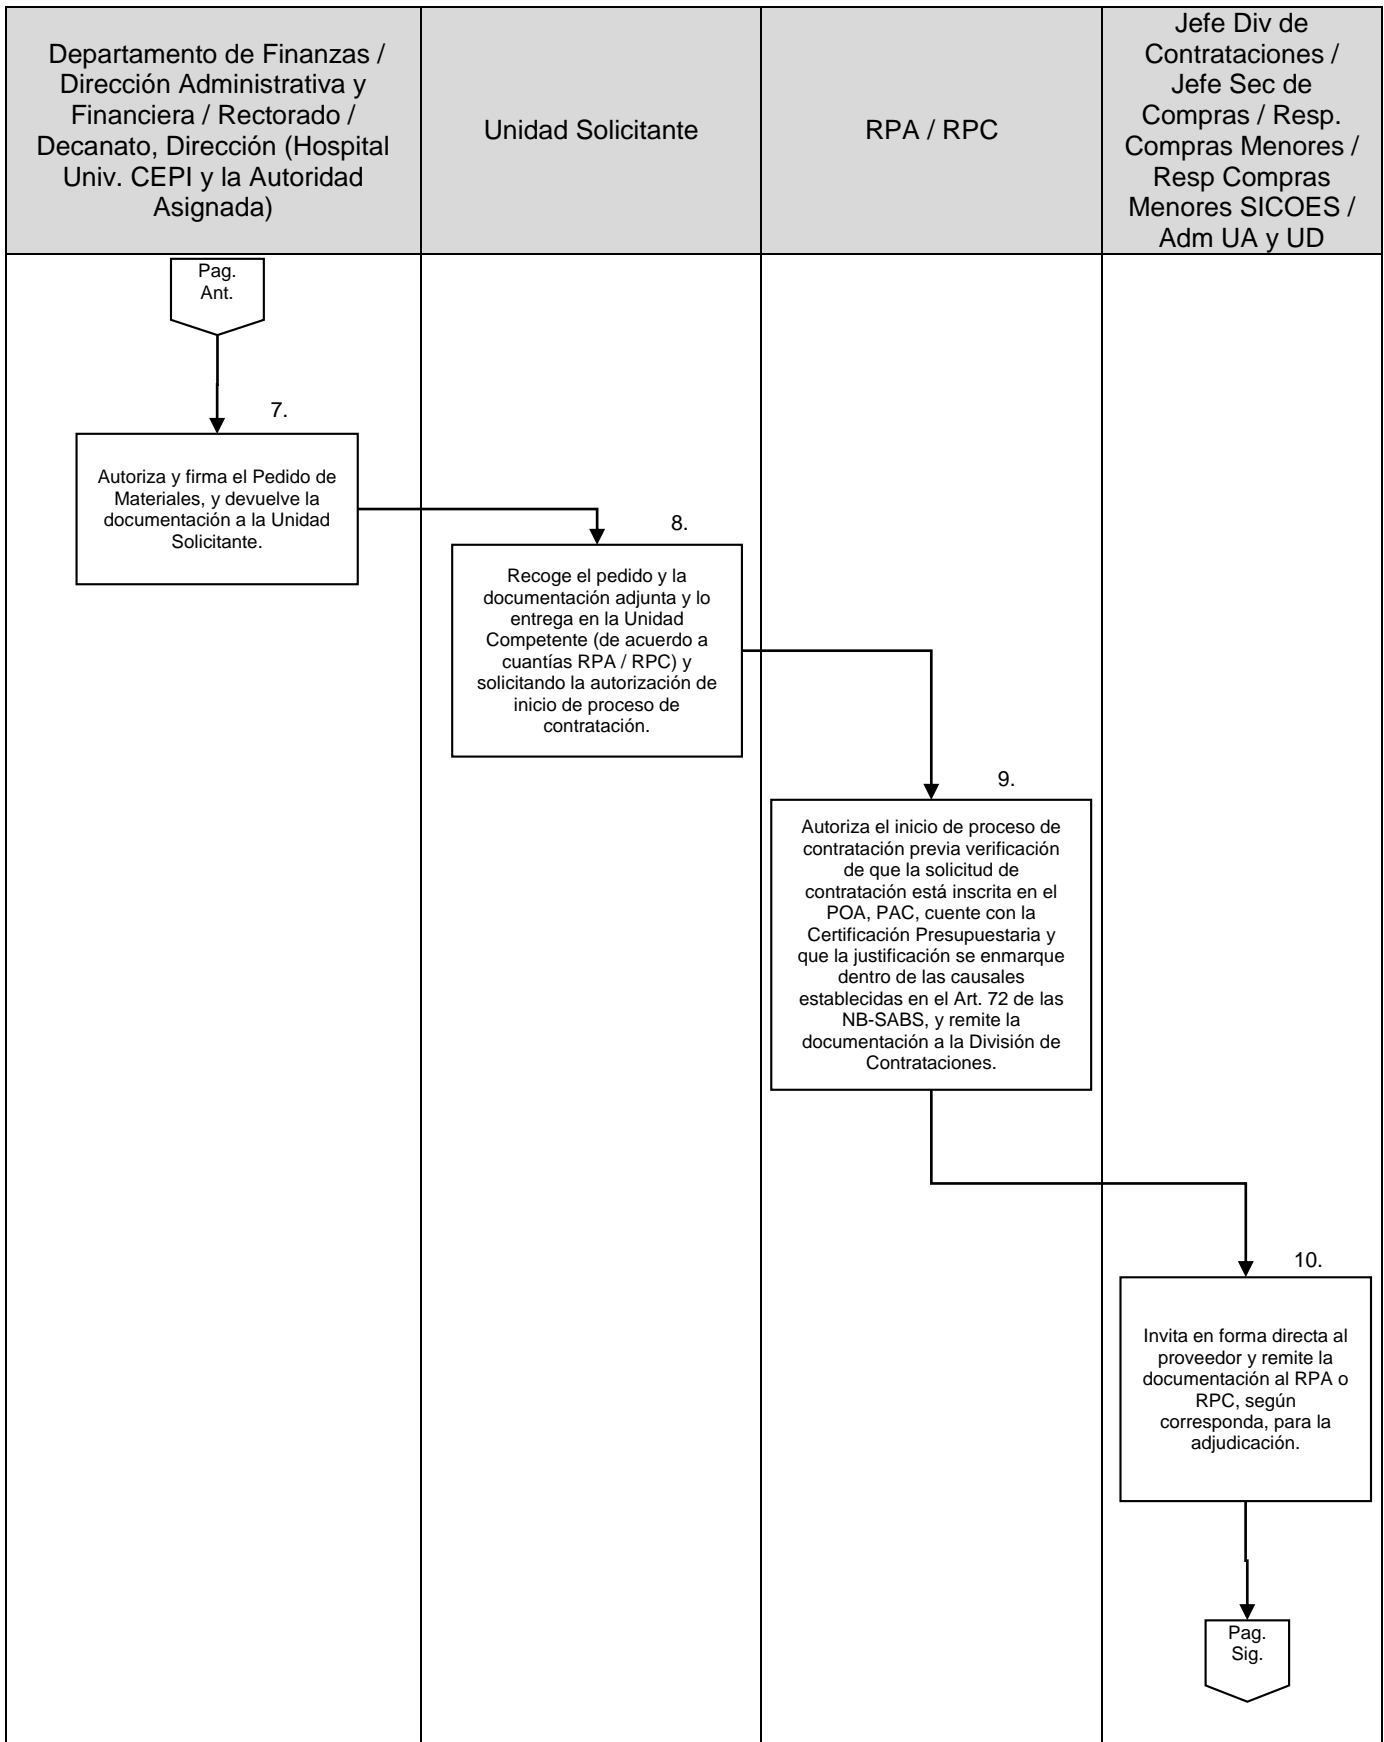 Departamento de Finanzas /
Dirección Administrativa y
Financiera / Rectorado /
Decanato, Dirección (Hospital
Univ. CEPI y la Autoridad
Asignada)
Unidad Solicitante
RPA / RPC
Jefe Div de
Contrataciones /
Jefe Sec de
Compras / Resp.
Compras Menores /
Resp Compras
Menores SICOES /
Adm UA y UD
Pag.
Ant.
7.
Autoriza y firma el Pedido de
Materiales, y devuelve la
documentación a la Unidad
Solicitante.
8.
Recoge el pedido y la
documentación adjunta y lo
entrega en la Unidad
Competente (de acuerdo a
cuantías RPA / RPC) y
solicitando la autorización de
inicio de proceso de
contratación.
9.
Autoriza el inicio de proceso de
contratación previa verificación
de que la solicitud de
contratación está inscrita en el
POA, PAC, cuente con la
Certificación Presupuestaria y
que la justificación se enmarque
dentro de las causales
establecidas en el Art. 72 de las
NB-SABS, y remite la
documentación a la División de
Contrataciones.
10.
Invita en forma directa al
proveedor y remite la
documentación al RPA o
RPC, según
corresponda, para la
adjudicación.
Pag.
Sig.